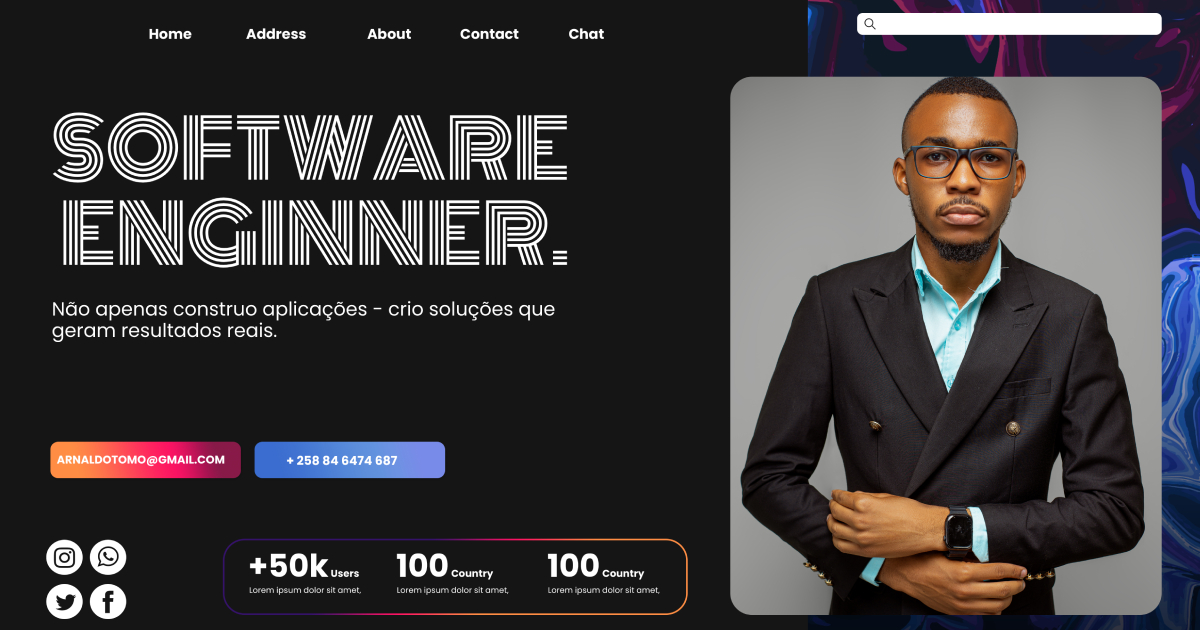 Home Address About Contact Chat
SOFTWARE
ENGINNER.
Não apenas construo aplicações - crio soluções que
geram resultados reais.
ARNALDOTOMO@GMAIL.COM
+ 258 84 6474 687
+50k Users
Lorem ipsum dolor sit amet,
100 Country
Lorem ipsum dolor sit amet,
100 Country
Lorem ipsum dolor sit amet,